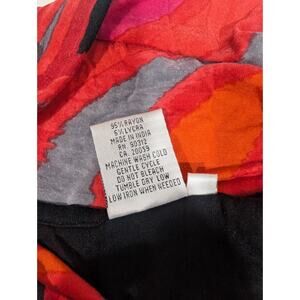 95% RAYON
5% LYCRA
MADE IN INDIA
RN 90312
CA 20039
MACHINE WASH COLD
GENTLE CYCLE
DO NOT BLEACH
TUMBLE DRY LOW
LOW IRON WHEN NEEDED